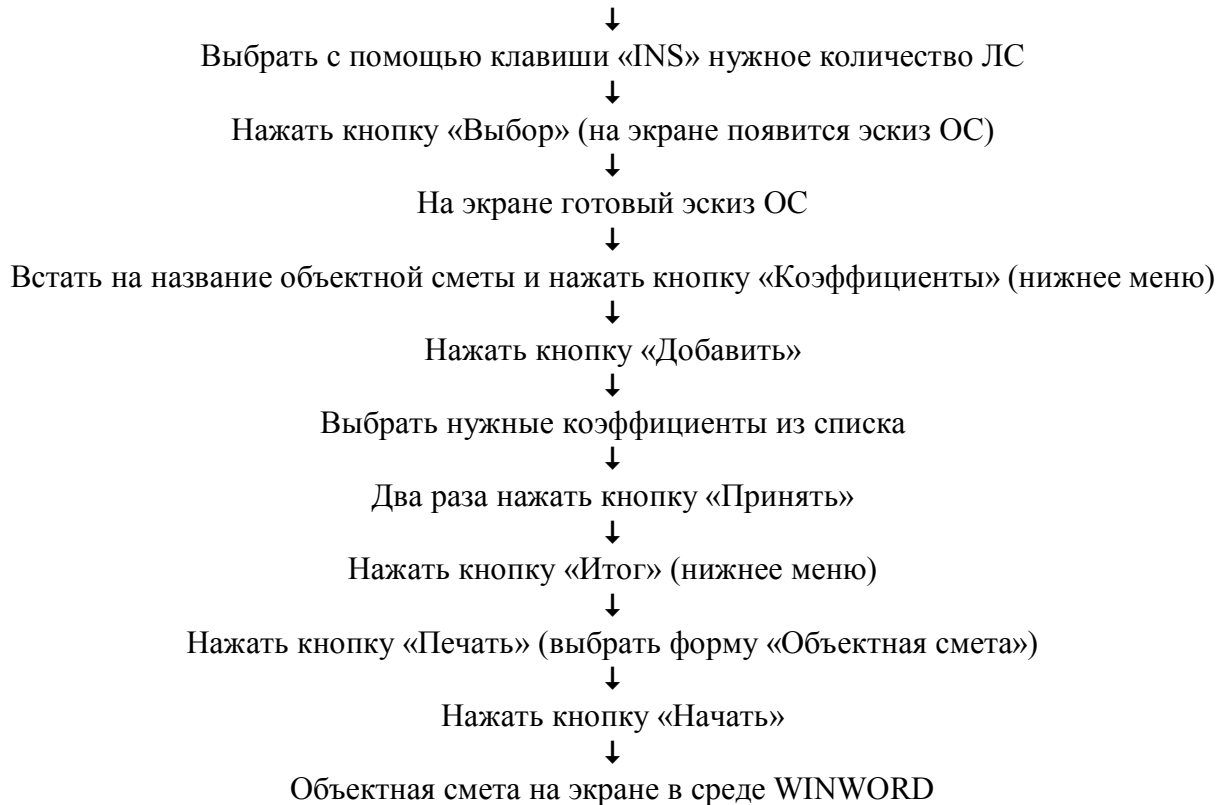 ↓
Выбрать с помощью клавиши «INS» нужное количество ЛС
↓
Нажать кнопку «Выбор» (на экране появится эскиз ОС)
↓
На экране готовый эскиз ОС
↓
Встать на название объектной сметы и нажать кнопку «Коэффициенты» (нижнее меню)
↓
Нажать кнопку «Добавить»
↓
Выбрать нужные коэффициенты из списка
↓
Два раза нажать кнопку «Принять»
↓
Нажать кнопку «Итог» (нижнее меню)
↓
Нажать кнопку «Печать» (выбрать форму «Объектная смета»)
↓
Нажать кнопку «Начать»
↓
Объектная смета на экране в среде WINWORD